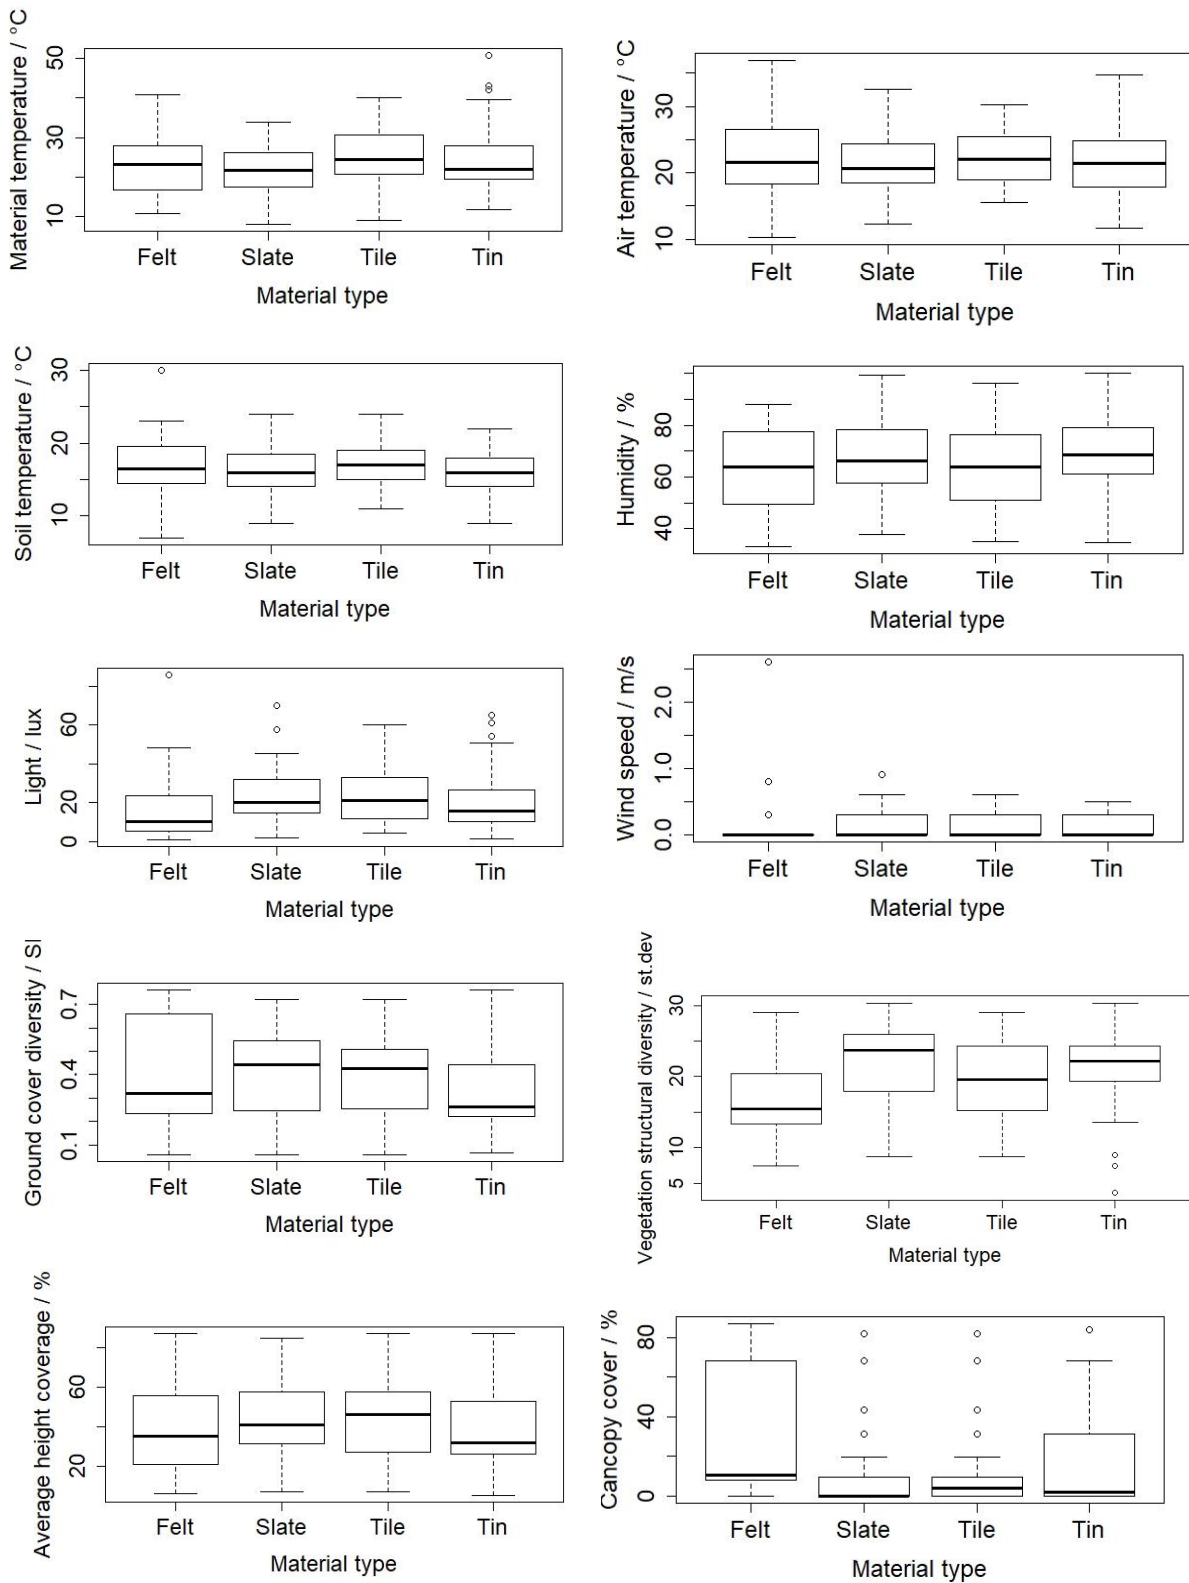 Material temperature / °C
50
30
10
Felt Slate Tile Tin
Material type
Air temperature / °C
30
20
10
Felt Slate Tile Tin
Material type
Soil temperature / °C
30
20
10
Felt Slate Tile Tin
Material type
Humidity / %
80
60
40
Felt Slate Tile Tin
Material type
Light / lux
60
20
0
Felt Slate Tile Tin
Material type
Wind speed / m/s
2.0
1.0
0.0
Felt Slate Tile Tin
Material type
Ground cover diversity / SI
0.7
0.4
0.1
Felt Slate Tile Tin
Material type
Vegetation structural diversity / st.dev
30
20
10
5
Felt Slate Tile Tin
Material type
Average height coverage / %
60
20
Felt Slate Tile Tin
Material type
Cancopy cover / %
80
40
0
Felt Slate Tile Tin
Material type